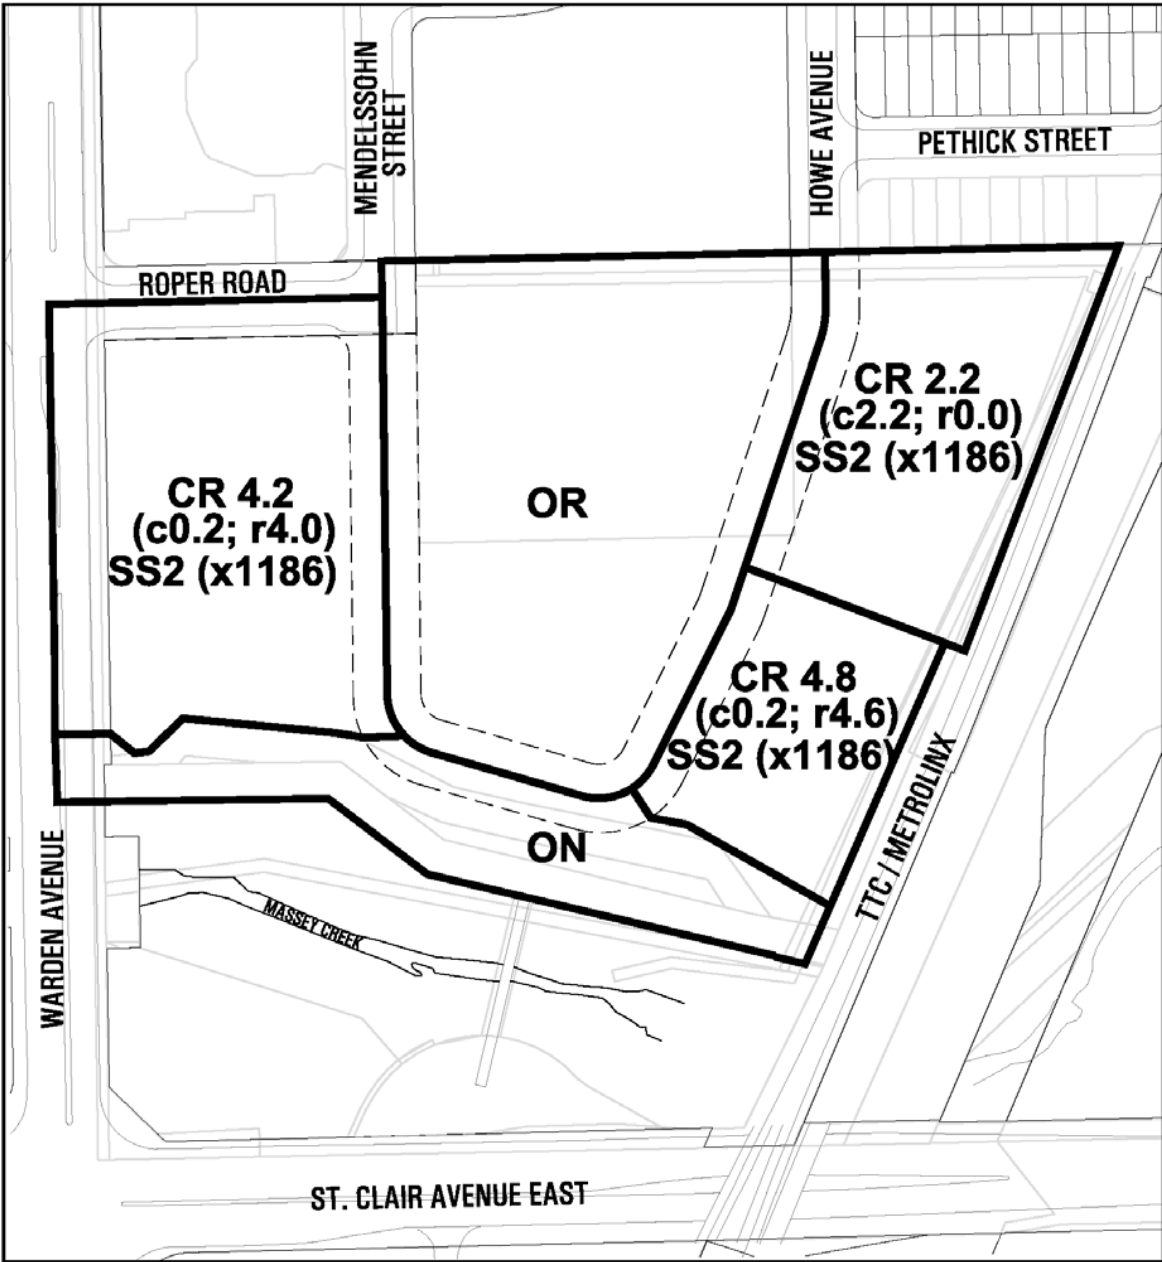 MENDELSSOHN
STREET
HOWE AVENUE
PETHICK STREET
ROPER ROAD
CR 2.2
(c2.2; r0.0)
SS2 (x1186)
CR 4.2
(c0.2; r4.0)
SS2 (x1186)
OR
CR 4.8
(c0.2; r4.6)
SS2 (x1186)
ON
TTC / METROLINX
WARDEN AVENUE
MASSEY CREEK
ST. CLAIR AVENUE EAST